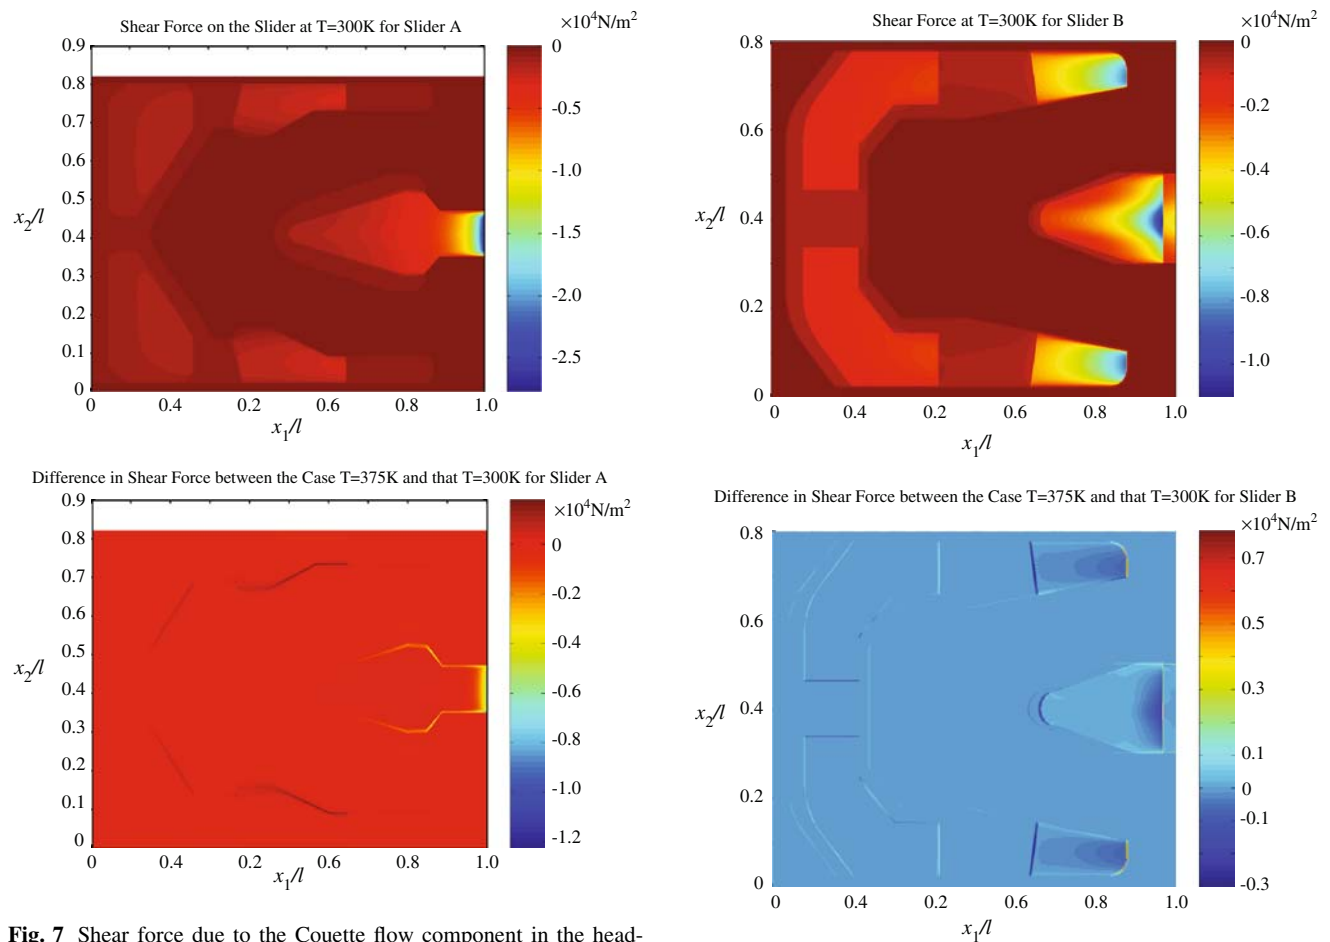 Shear Force on the Slider at T=300K for Slider A
×10⁴N/m²
0.9
0.8
0.7
0.6
0.5
x₂/l
0.4
0.3
0.2
0.1
0
0 0.4 0.2 0.6 0.8 1.0
x₁/l
0
-0.5
-1.0
-1.5
-2.0
-2.5
Difference in Shear Force between the Case T=375K and that T=300K for Slider A
×10⁴N/m²
0.9
0.8
0.7
0.6
0.5
x₂/l
0.4
0.3
0.2
0.1
0
0 0.4 0.2 0.6 0.8 1.0
x₁/l
0
-0.2
-0.4
-0.6
-0.8
-1.0
-1.2
Fig. 7 Shear force due to the Couette flow component in the head-
Shear Force at T=300K for Slider B
×10⁴N/m²
0.8
0.6
x₂/l
0.4
0.2
0
0 0.4 0.2 0.6 0.8 1.0
x₁/l
0
-0.2
-0.4
-0.6
-0.8
-1.0
Difference in Shear Force between the Case T=375K and that T=300K for Slider B
×10⁴N/m²
0.8
0.6
x₂/l
0.4
0.2
0
0 0.4 0.2 0.6 0.8 1.0
x₁/l
0.7
0.5
0.3
0.1
0
-0.1
-0.3